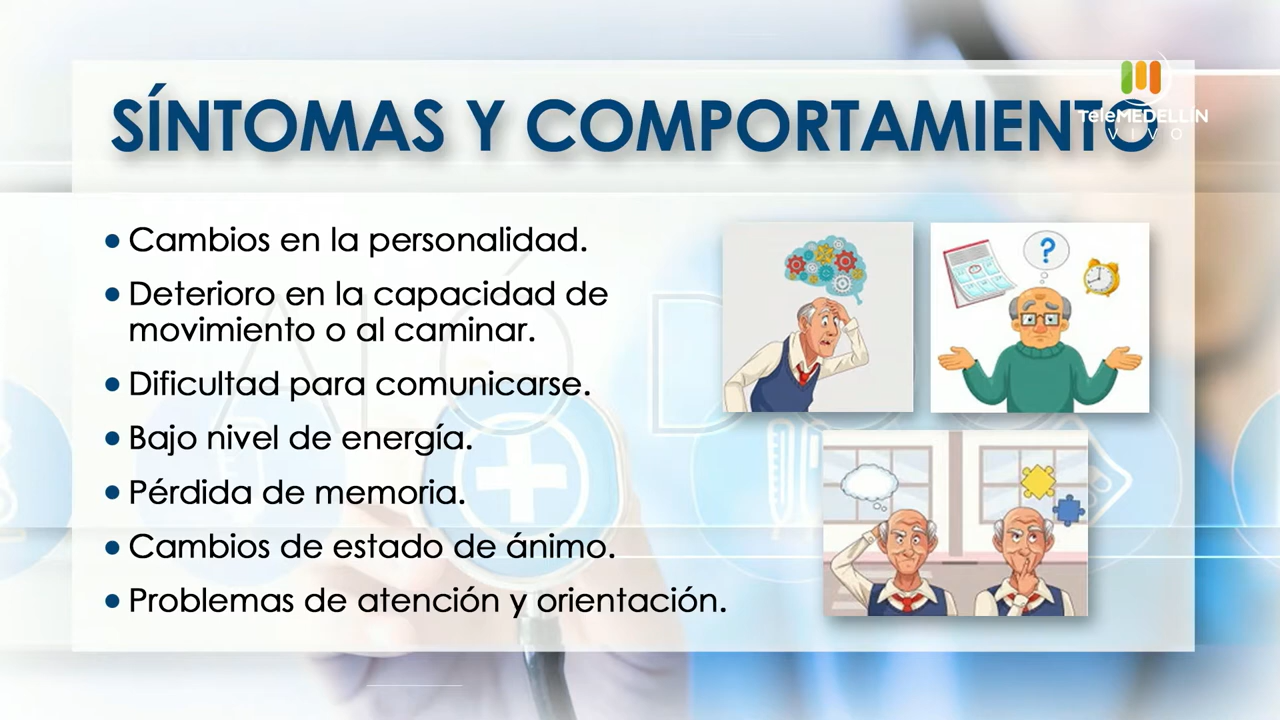 SÍNTOMAS Y COMPORTAMIENTO
TeleMEDELLÍN
VIVO
• Cambios en la personalidad.
• Deterioro en la capacidad de
movimiento o al caminar.
• Dificultad para comunicarse.
• Bajo nivel de energía.
• Pérdida de memoria.
• Cambios de estado de ánimo.
• Problemas de atención y orientación.
?